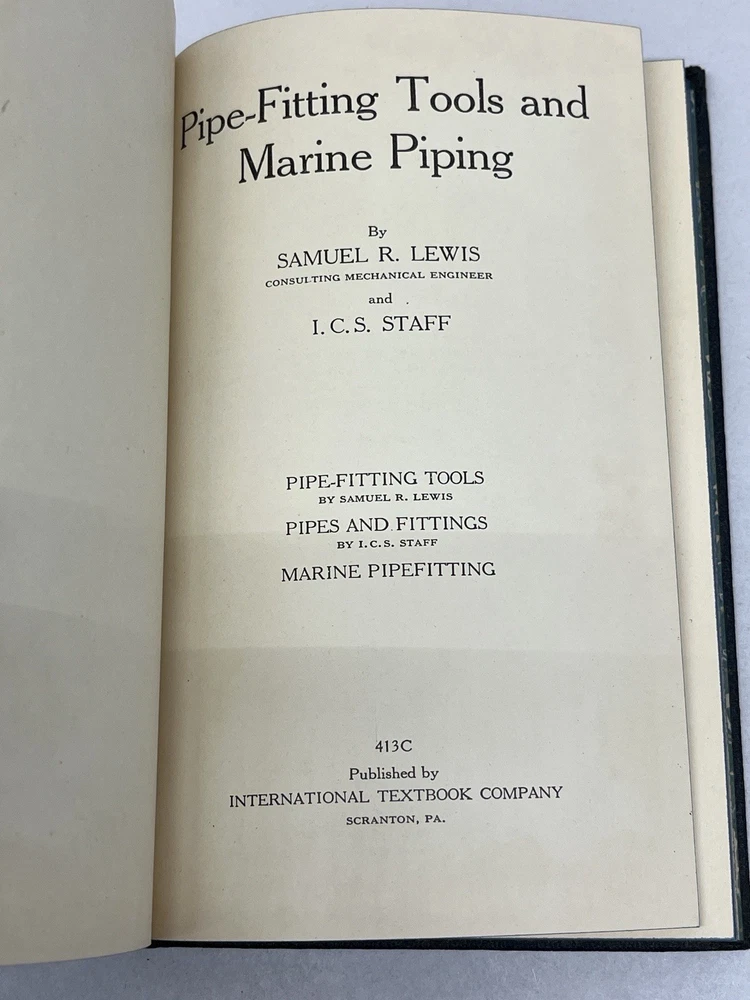 Pipe-Fitting Tools and
Marine Piping
By
SAMUEL R. LEWIS
CONSULTING MECHANICAL ENGINEER
and
I. C. S. STAFF
PIPE-FITTING TOOLS
BY SAMUEL R. LEWIS
PIPES AND FITTINGS
BY I. C. S. STAFF
MARINE PIPEFITTING
413C
Published by
INTERNATIONAL TEXTBOOK COMPANY
SCRANTON, PA.